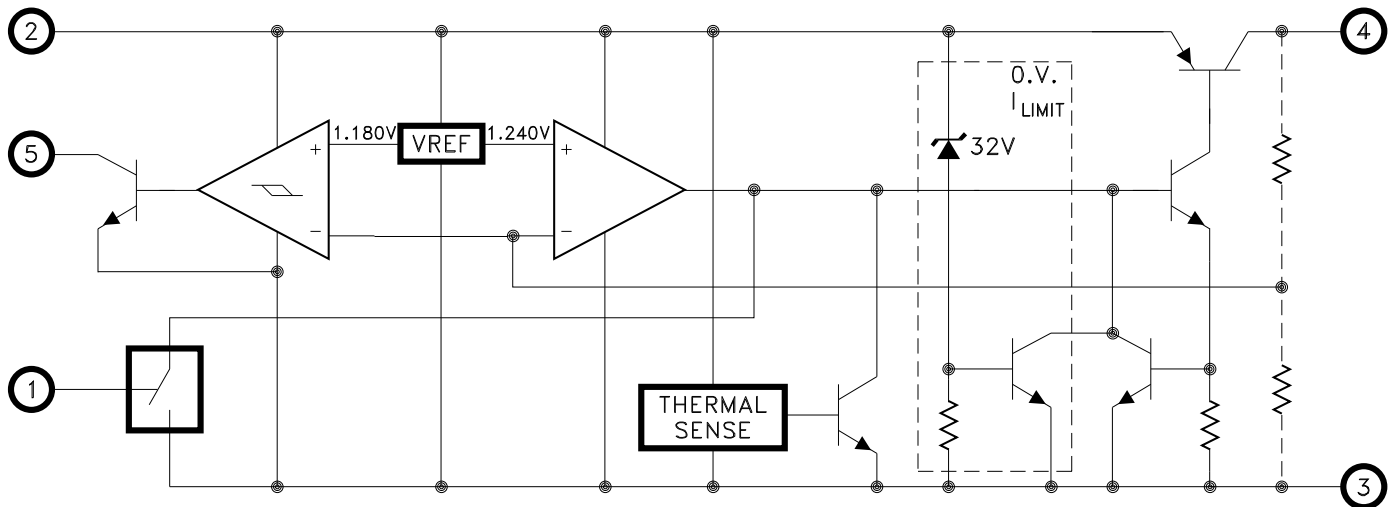 2
4
O.V.
I LIMIT
1.180V
VREF
1.240V
5
+
+
32V
−
−
1
THERMAL
SENSE
3